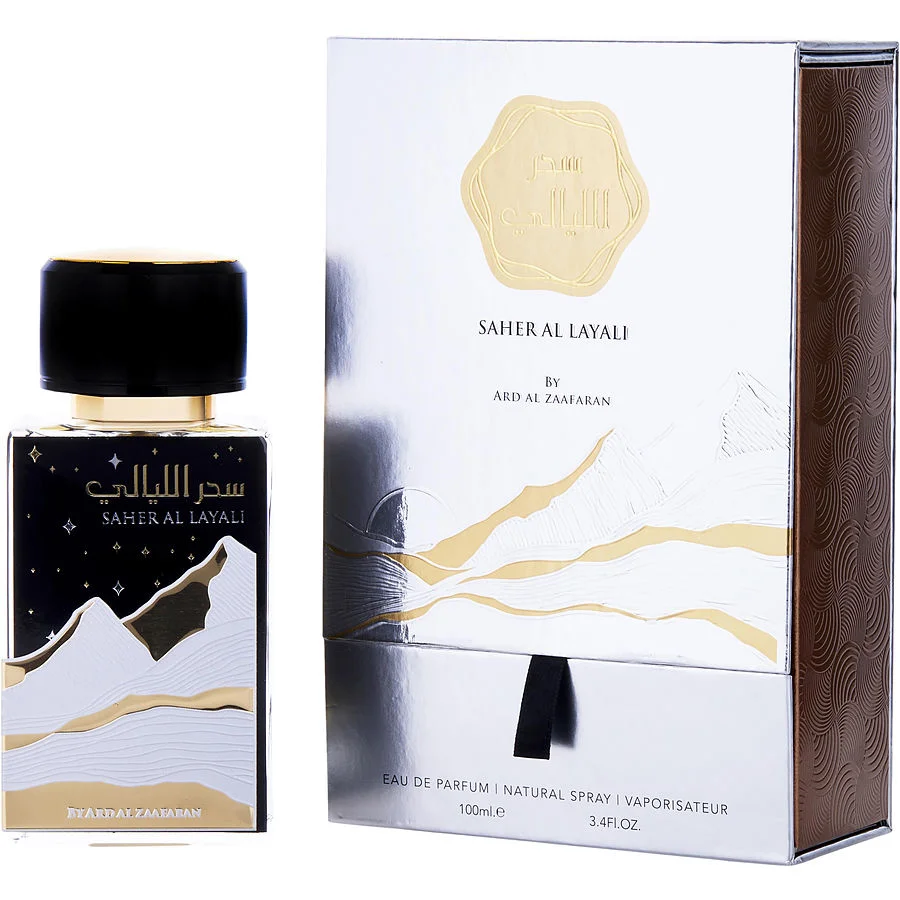 سحر الليالي
SAHER AL LAYALI
BY ARD AL ZAAFARAN
سحر
الليالي
SAHER AL LAYALI
BY
ARD AL ZAAFARAN
EAU DE PARFUM | NATURAL SPRAY | VAPORISATEUR
100ml.e 3.4Fl.OZ.